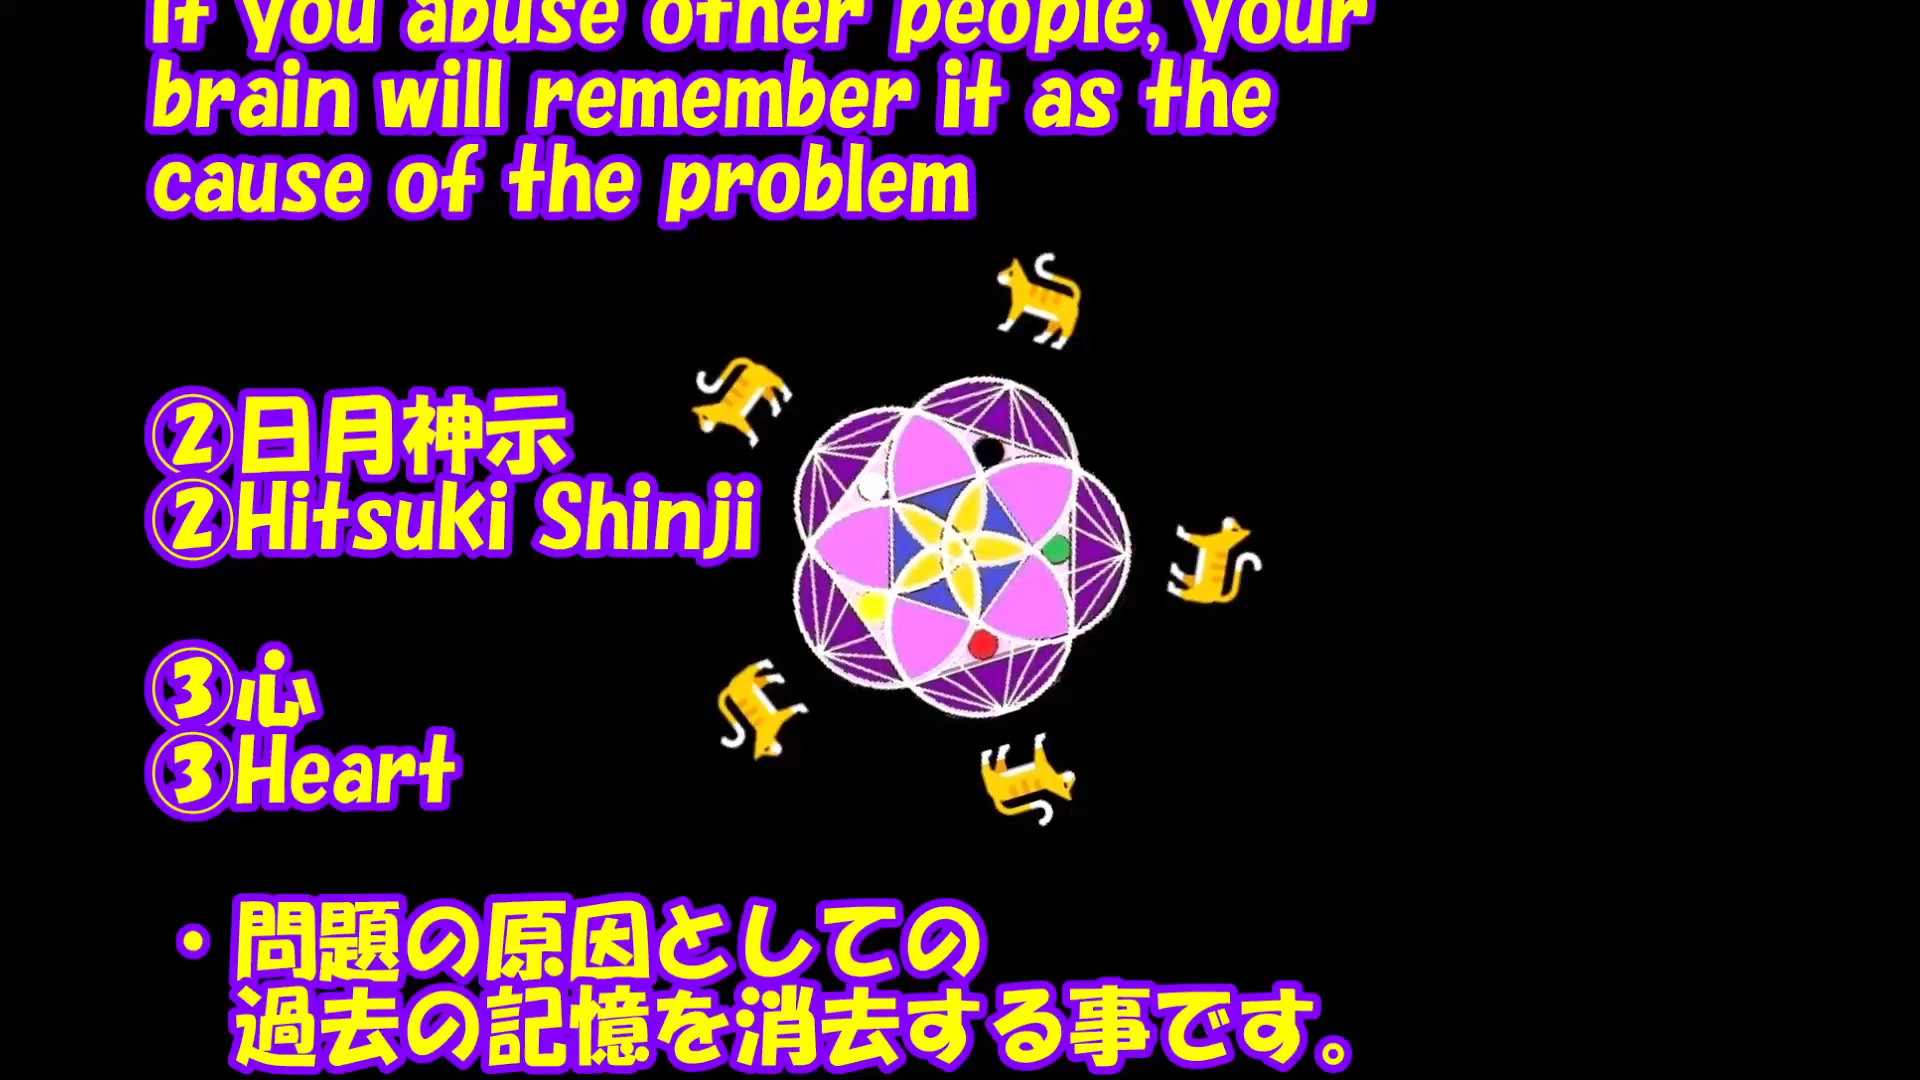 If you abuse other people, your
brain will remember it as the
cause of the problem
②日月神示
②Hitsuki Shinji
③心
③Heart
・問題の原因としての
過去の記憶を消去する事です。